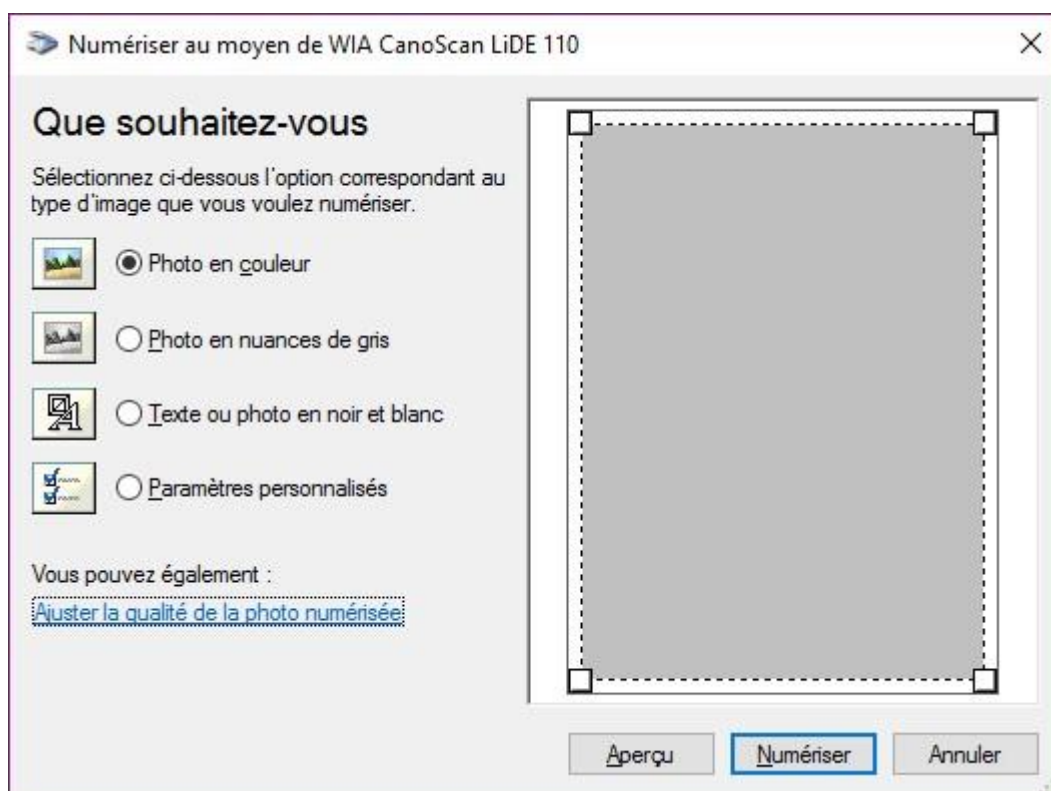 Numériser au moyen de WIA CanoScan LiDE 110
Que souhaitez-vous
Sélectionnez ci-dessous l'option correspondant au
type d'image que vous voulez numériser.
Photo en couleur
Photo en nuances de gris
Texte ou photo en noir et blanc
Paramètres personnalisés
Vous pouvez également :
Ajuster la qualité de la photo numérisée
Aperçu
Numériser
Annuler